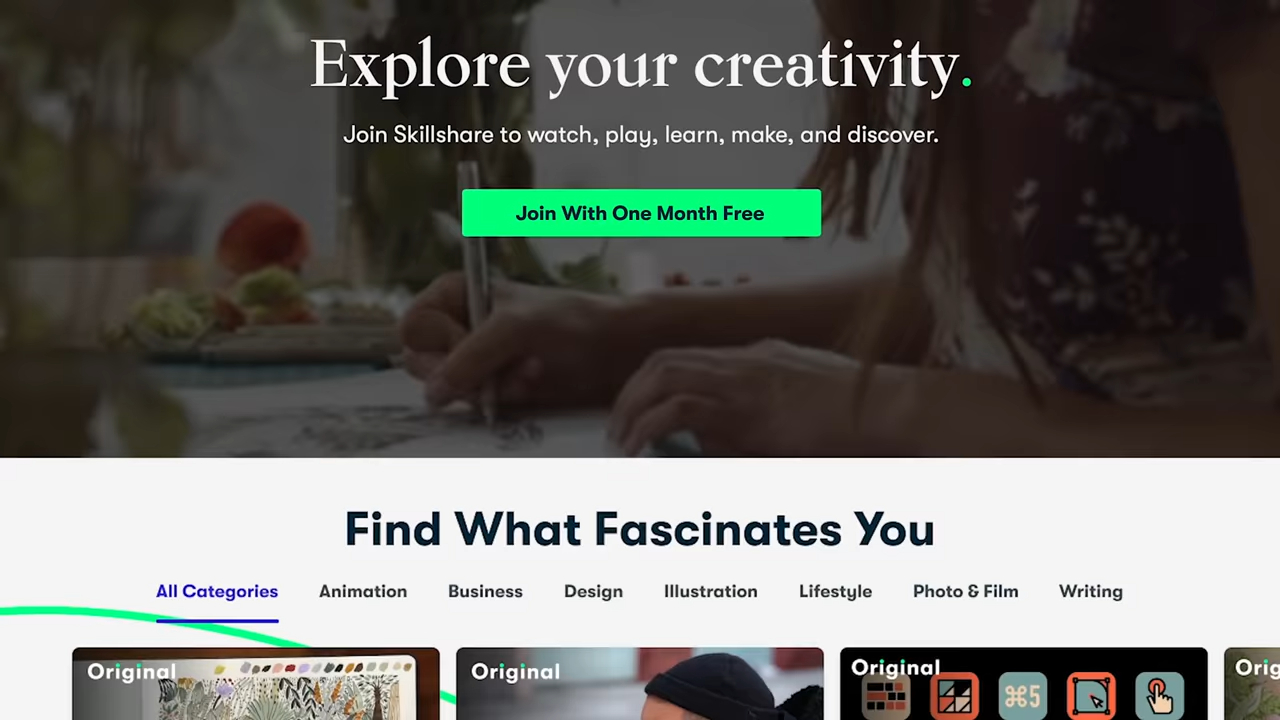 Explore your creativity.
Join Skillshare to watch, play, learn, make, and discover.
Join With One Month Free
Find What Fascinates You
All Categories Animation Business Design Illustration Lifestyle Photo & Film Writing
Original Original Original
⌘5